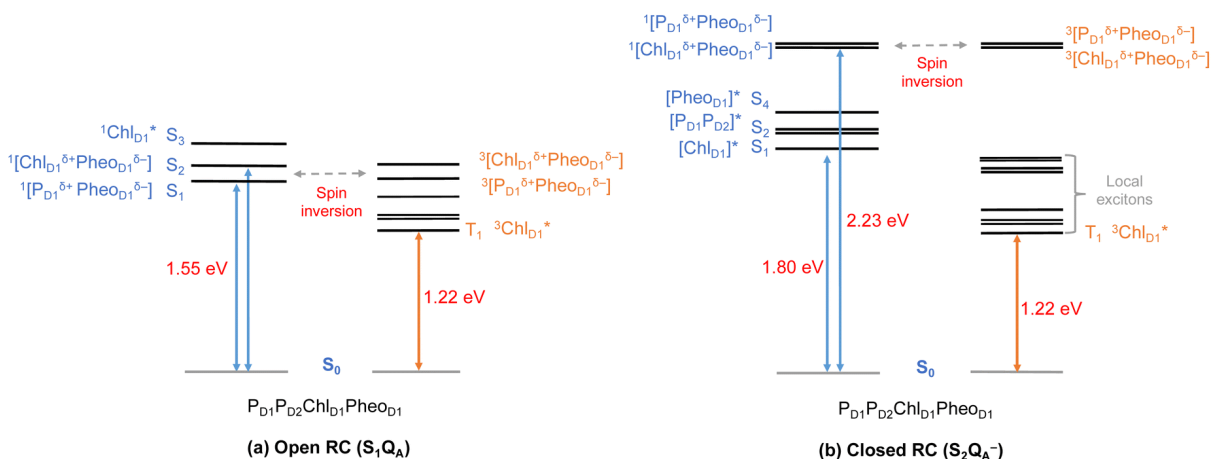 ¹Chl_D1* S₃
¹[Chl_D1^δ+Pheo_D1^δ−] S₂
¹[P_D1^δ+ Pheo_D1^δ−] S₁
Spin
inversion
³[Chl_D1^δ+Pheo_D1^δ−]
³[P_D1^δ+Pheo_D1^δ−]
T₁ ³Chl_D1*
1.55 eV
1.22 eV
S₀
P_D1P_D2Chl_D1Pheo_D1
(a) Open RC (S₁Q_A)
¹[P_D1^δ+Pheo_D1^δ−]
¹[Chl_D1^δ+Pheo_D1^δ−]
[Pheo_D1]* S₄
[P_D1P_D2]* S₂
[Chl_D1]* S₁
Spin
inversion
³[P_D1^δ+Pheo_D1^δ−]
³[Chl_D1^δ+Pheo_D1^δ−]
Local
excitons
T₁ ³Chl_D1*
2.23 eV
1.80 eV
1.22 eV
S₀
P_D1P_D2Chl_D1Pheo_D1
(b) Closed RC (S₂Q_A⁻)